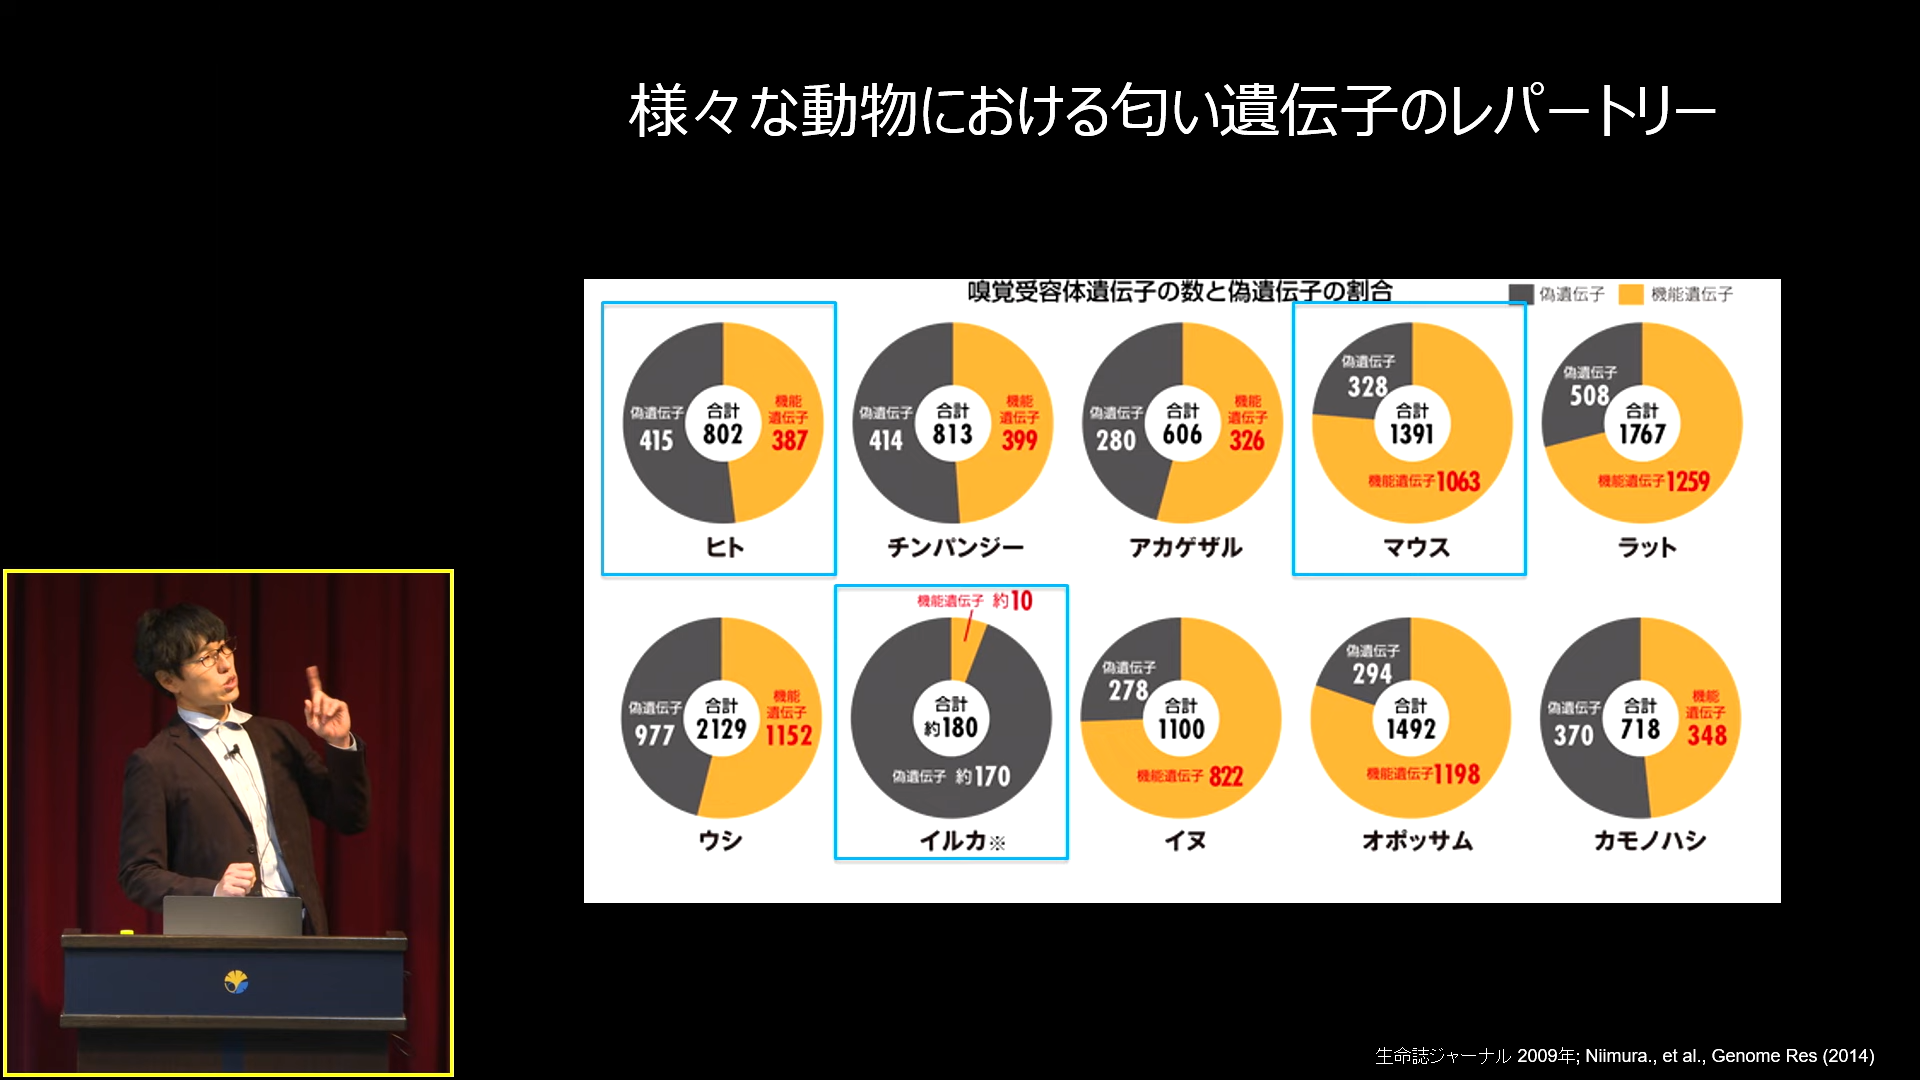 様々な動物における匂い遺伝子のレパートリー
嗅覚受容体遺伝子の数と偽遺伝子の割合
偽遺伝子
機能遺伝子
偽遺伝子
415
合計
802
機能
遺伝子
387
ヒト
偽遺伝子
414
合計
813
機能
遺伝子
399
チンパンジー
偽遺伝子
280
合計
606
機能
遺伝子
326
アカゲザル
偽遺伝子
328
合計
1391
機能遺伝子1063
マウス
偽遺伝子
508
合計
1767
機能遺伝子1259
ラット
偽遺伝子
977
合計
2129
機能
遺伝子
1152
ウシ
機能遺伝子 約10
合計
約180
偽遺伝子 約170
イルカ※
偽遺伝子
278
合計
1100
機能遺伝子 822
イヌ
偽遺伝子
294
合計
1492
機能遺伝子1198
オポッサム
偽遺伝子
370
合計
718
機能
遺伝子
348
カモノハシ
生命誌ジャーナル 2009年; Niimura., et al., Genome Res (2014)